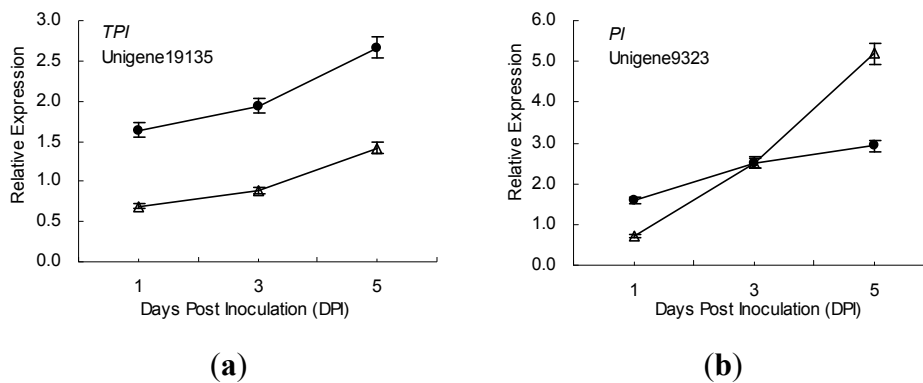 TPI
Unigene19135
Relative Expression
3.0
2.5
2.0
1.5
1.0
0.5
0.0
1
3
5
Days Post Inoculation (DPI)
(a)
PI
Unigene9323
Relative Expression
6.0
5.0
4.0
3.0
2.0
1.0
0.0
1
3
5
Days Post Inoculation (DPI)
(b)